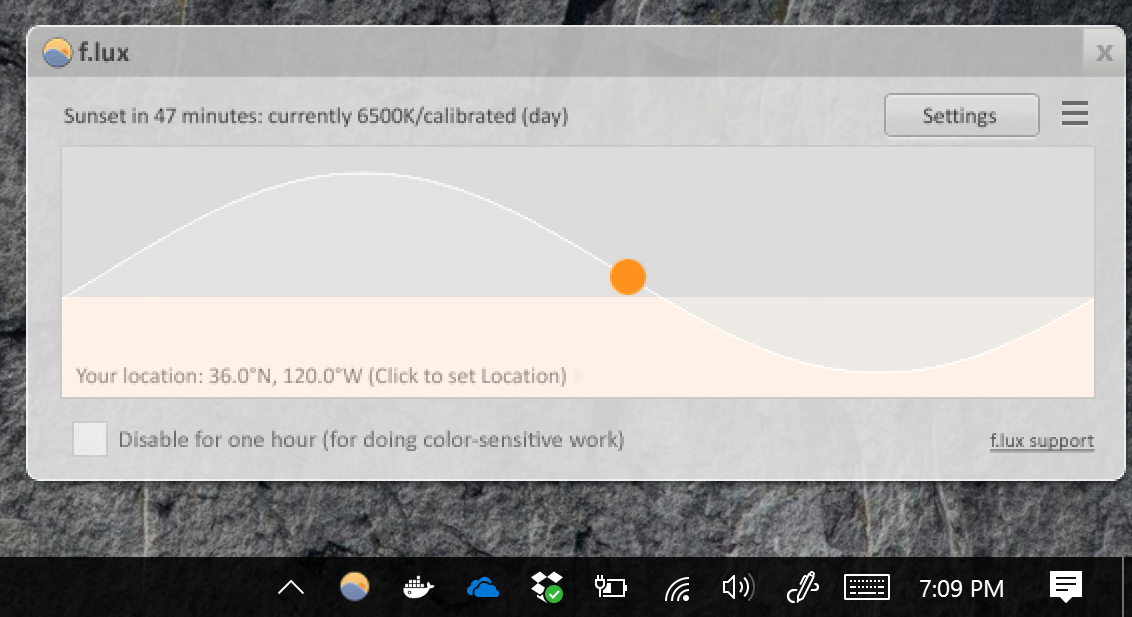 f.lux
x
Sunset in 47 minutes: currently 6500K/calibrated (day)
Settings
Your location: 36.0°N, 120.0°W (Click to set Location)
Disable for one hour (for doing color-sensitive work)
f.lux support
7:09 PM